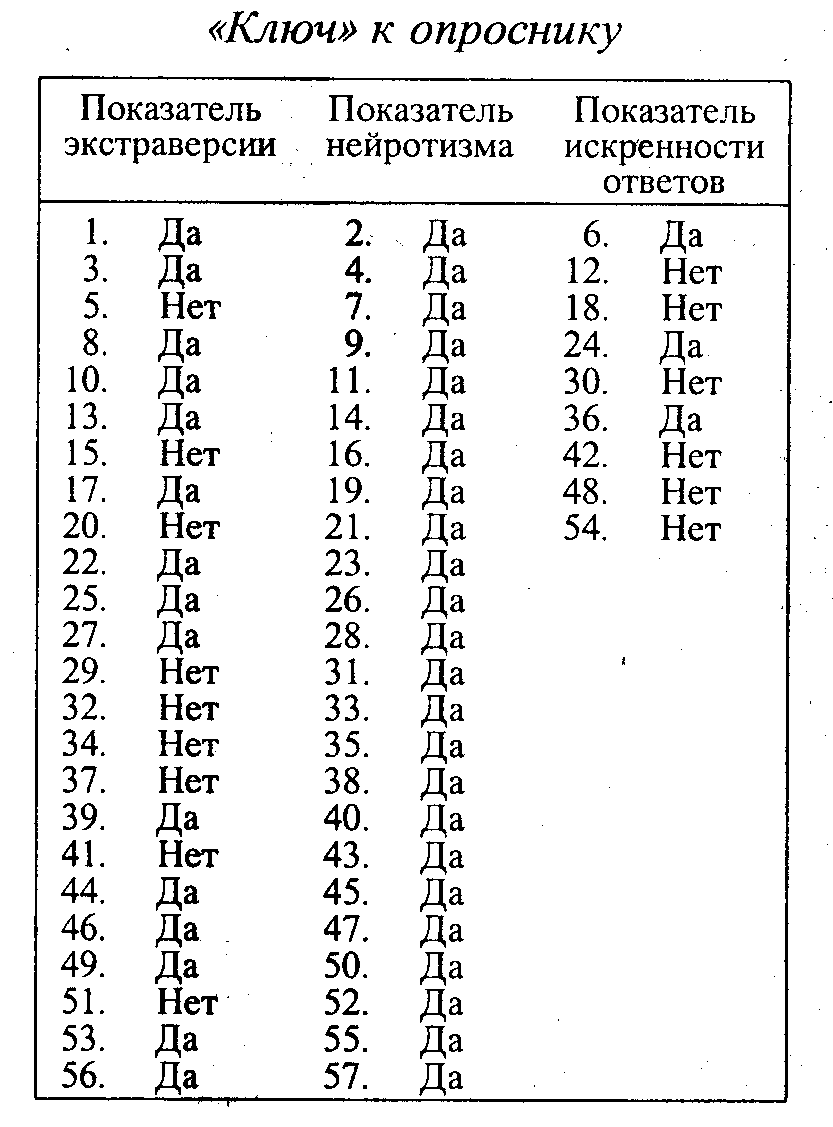 «Ключ» к опроснику
Показатель Показатель Показатель
экстраверсии нейротизма искренности
ответов
1. Да 2. Да 6. Да
3. Да 4. Да 12. Нет
5. Нет 7. Да 18. Нет
8. Да 9. Да 24. Да
10. Да 11. Да 30. Нет
13. Да 14. Да 36. Да
15. Нет 16. Да 42. Нет
17. Да 19. Да 48. Нет
20. Нет 21. Да 54. Нет
22. Да 23. Да
25. Да 26. Да
27. Да 28. Да
29. Нет 31. Да
32. Нет 33. Да
34. Нет 35. Да
37. Нет 38. Да
39. Да 40. Да
41. Нет 43. Да
44. Да 45. Да
46. Да 47. Да
49. Да 50. Да
51. Нет 52. Да
53. Да 55. Да
56. Да 57. Да